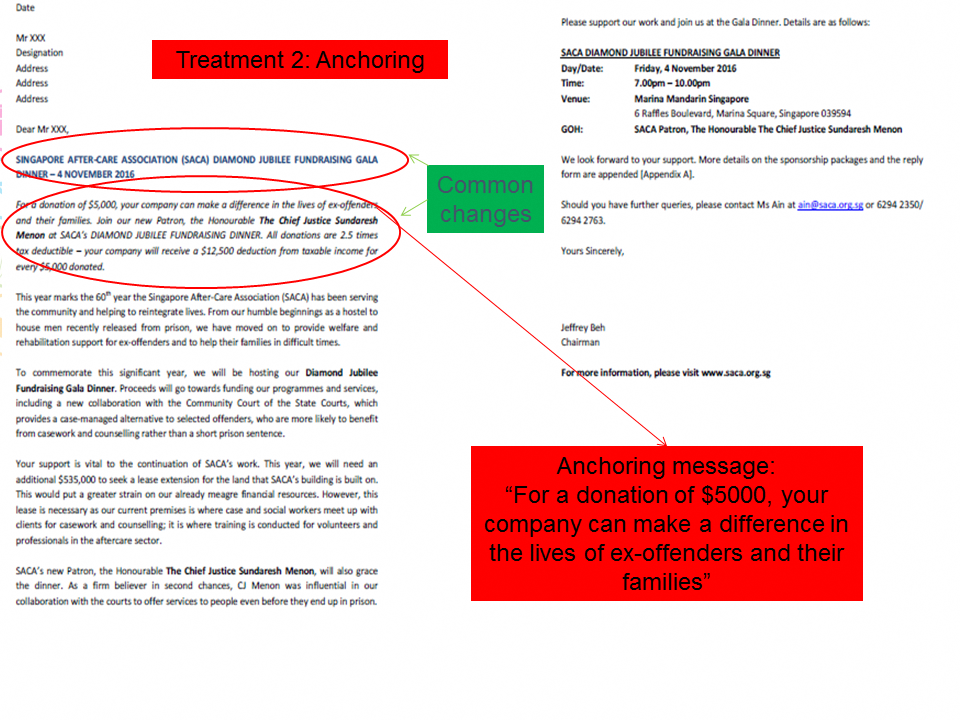 Date
Mr XXX
Designation
Address
Address
Address
Treatment 2: Anchoring
Dear Mr XXX,
SINGAPORE AFTER-CARE ASSOCIATION (SACA) DIAMOND JUBILEE FUNDRAISING GALA
DINNER – 4 NOVEMBER 2016
For a donation of $5,000, your company can make a difference in the lives of ex-offenders
and their families. Join our new Patron, the Honourable The Chief Justice Sundaresh
Menon at SACA's DIAMOND JUBILEE FUNDRAISING DINNER. All donations are 2.5 times
tax deductible – your company will receive a $12,500 deduction from taxable income for
every $5,000 donated.
This year marks the 60th year the Singapore After-Care Association (SACA) has been serving
the community and helping to reintegrate lives. From our humble beginnings as a hostel to
house men recently released from prison, we have moved on to provide welfare and
rehabilitation support for ex-offenders and to help their families in difficult times.
To commemorate this significant year, we will be hosting our Diamond Jubilee
Fundraising Gala Dinner. Proceeds will go towards funding our programmes and services,
including a new collaboration with the Community Court of the State Courts, which
provides a case-managed alternative to selected offenders, who are more likely to benefit
from casework and counselling rather than a short prison sentence.
Your support is vital to the continuation of SACA's work. This year, we will need an
additional $535,000 to seek a lease extension for the land that SACA's building is built on.
This would put a greater strain on our already meagre financial resources. However, this
lease is necessary as our current premises is where case and social workers meet up with
clients for casework and counselling; it is where training is conducted for volunteers and
professionals in the aftercare sector.
SACA's new Patron, the Honourable The Chief Justice Sundaresh Menon, will also grace
the dinner. As a firm believer in second chances, CJ Menon was influential in our
collaboration with the courts to offer services to people even before they end up in prison.
Common
changes
Please support our work and join us at the Gala Dinner. Details are as follows:
SACA DIAMOND JUBILEE FUNDRAISING GALA DINNER
Day/Date: Friday, 4 November 2016
Time: 7.00pm – 10.00pm
Venue: Marina Mandarin Singapore
6 Raffles Boulevard, Marina Square, Singapore 039594
GOH: SACA Patron, The Honourable The Chief Justice Sundaresh Menon
We look forward to your support. More details on the sponsorship packages and the reply
form are appended [Appendix A].
Should you have further queries, please contact Ms Ain at ain@saca.org.sg or 6294 2350/
6294 2763.
Yours Sincerely,
Jeffrey Beh
Chairman
For more information, please visit www.saca.org.sg
Anchoring message:
“For a donation of $5000, your
company can make a difference in
the lives of ex-offenders and their
families”